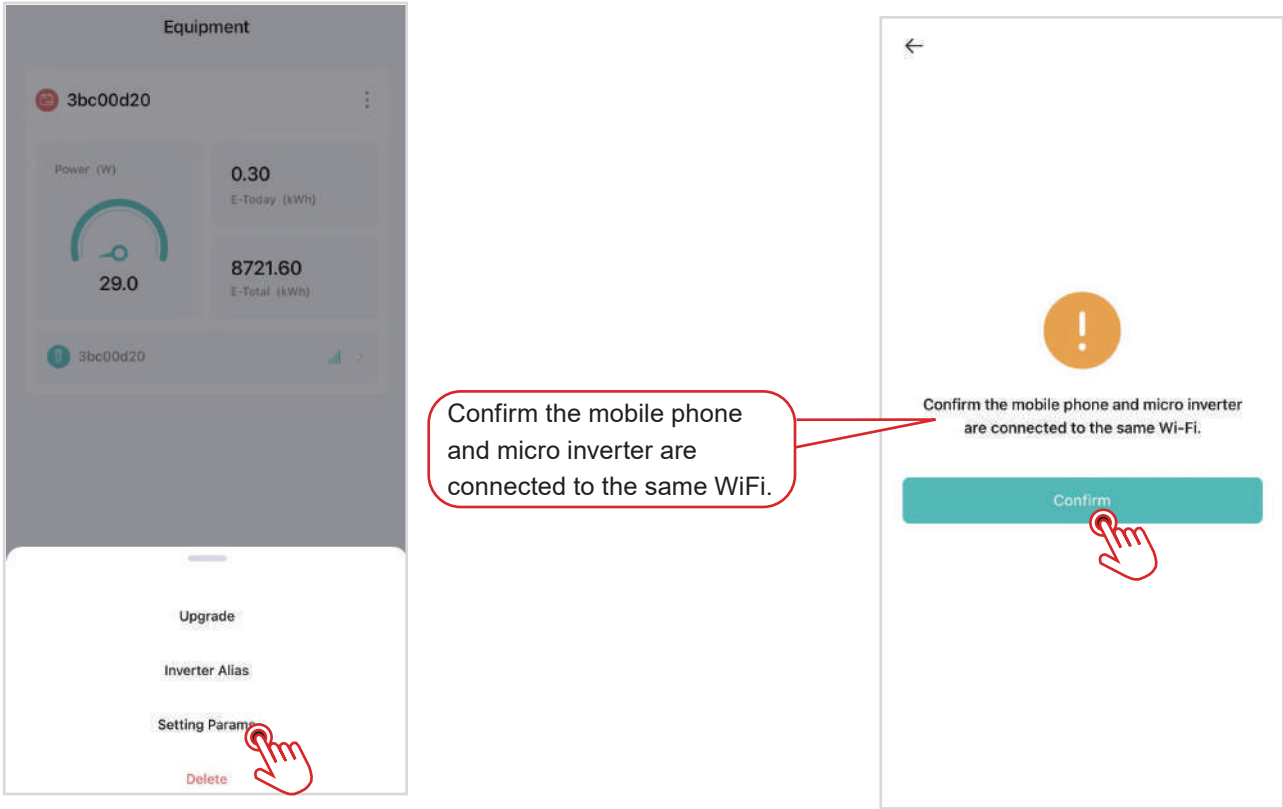 Equipment
3bc00d20
Power (W)
29.0
0.30
E-Today (kWh)
8721.60
E-Total (kWh)
3bc00d20
Upgrade
Inverter Alias
Setting Params
Delete
Confirm the mobile phone
and micro inverter are
connected to the same WiFi.
Confirm the mobile phone and micro inverter
are connected to the same Wi-Fi.
Confirm